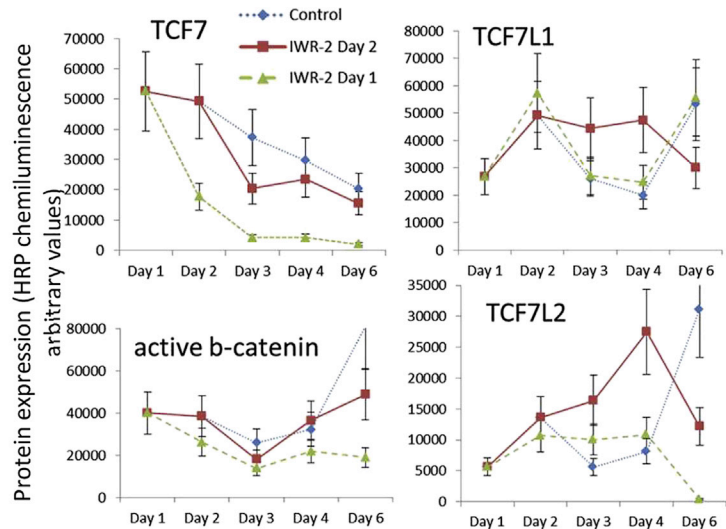 Protein expression (HRP chemiluminescence
arbitrary values)
TCF7
Control
IWR-2 Day 2
IWR-2 Day 1
70000
60000
50000
40000
30000
20000
10000
0
Day 1 Day 2 Day 3 Day 4 Day 6
TCF7L1
80000
70000
60000
50000
40000
30000
20000
10000
0
Day 1 Day 2 Day 3 Day 4 Day 6
active b-catenin
80000
60000
40000
20000
0
Day 1 Day 2 Day 3 Day 4 Day 6
TCF7L2
35000
30000
25000
20000
15000
10000
5000
0
Day 1 Day 2 Day 3 Day 4 Day 6